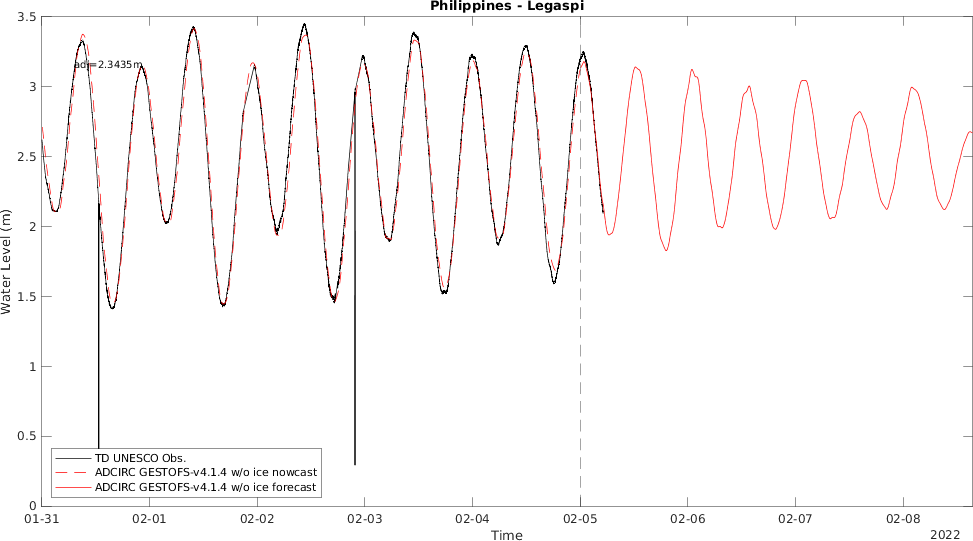 Philippines - Legaspi
adj=2.3435m
3.5
3
2.5
2
1.5
1
0.5
0
Water Level (m)
TD UNESCO Obs.
ADCIRC GESTOFS-v4.1.4 w/o ice nowcast
ADCIRC GESTOFS-v4.1.4 w/o ice forecast
01-31 02-01 02-02 02-03 02-04 02-05 02-06 02-07 02-08
Time
2022